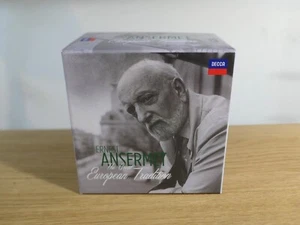 DECCA
ERNEST
ANSERMET
European Tradition